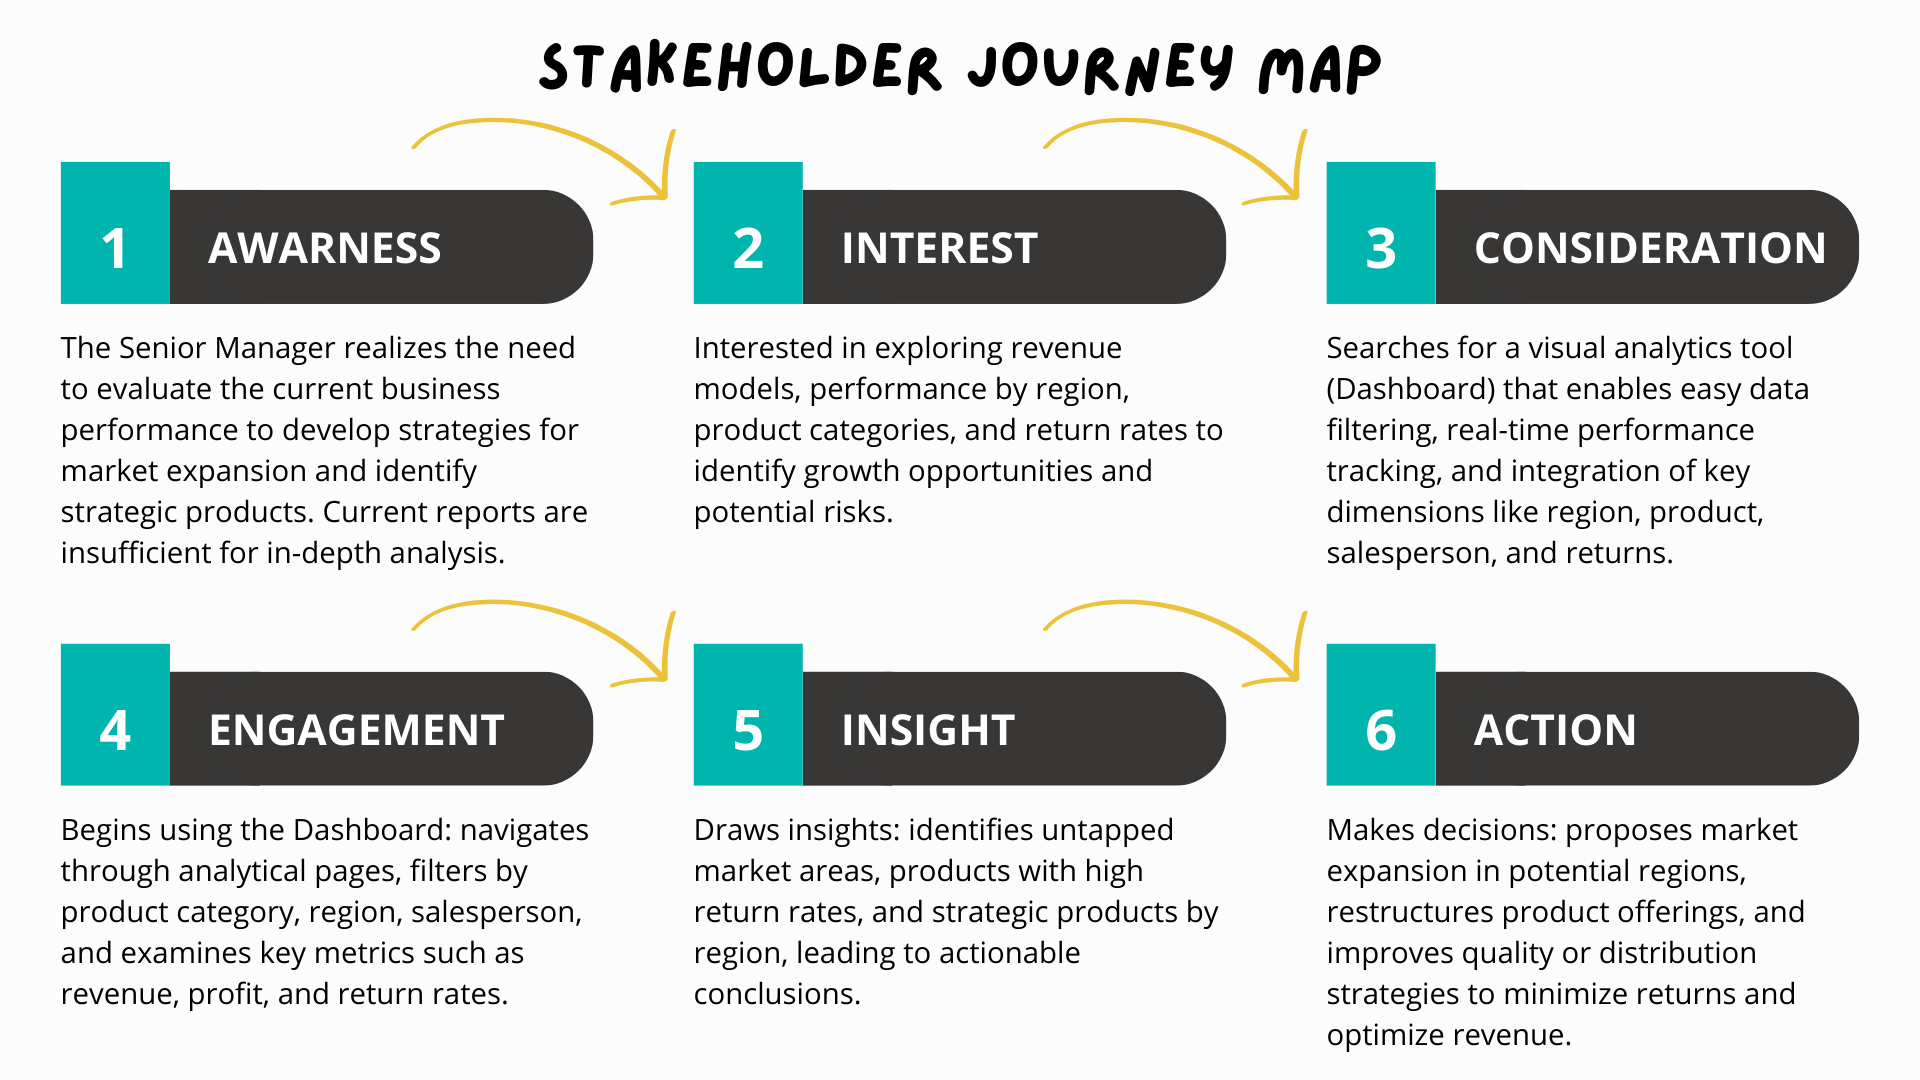 STAKEHOLDER JOURNEY MAP
1
AWARNESS
The Senior Manager realizes the need
to evaluate the current business
performance to develop strategies for
market expansion and identify
strategic products. Current reports are
insufficient for in-depth analysis.
2
INTEREST
Interested in exploring revenue
models, performance by region,
product categories, and return rates to
identify growth opportunities and
potential risks.
3
CONSIDERATION
Searches for a visual analytics tool
(Dashboard) that enables easy data
filtering, real-time performance
tracking, and integration of key
dimensions like region, product,
salesperson, and returns.
4
ENGAGEMENT
Begins using the Dashboard: navigates
through analytical pages, filters by
product category, region, salesperson,
and examines key metrics such as
revenue, profit, and return rates.
5
INSIGHT
Draws insights: identifies untapped
market areas, products with high
return rates, and strategic products by
region, leading to actionable
conclusions.
6
ACTION
Makes decisions: proposes market
expansion in potential regions,
restructures product offerings, and
improves quality or distribution
strategies to minimize returns and
optimize revenue.